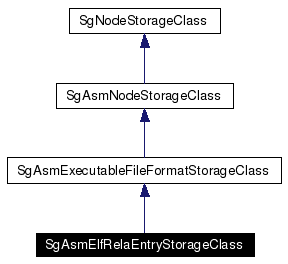 SgNodeStorageClass
SgAsmNodeStorageClass
SgAsmExecutableFileFormatStorageClass
SgAsmElfRelaEntryStorageClass